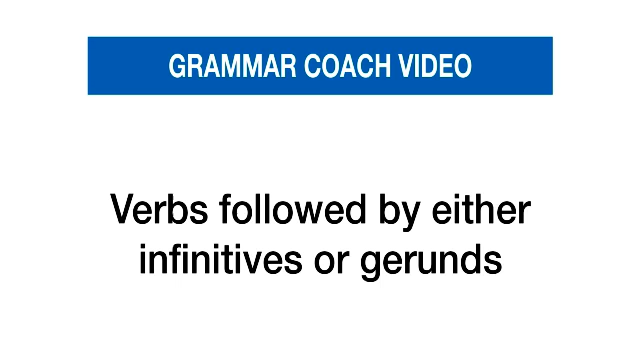 GRAMMAR COACH VIDEO
Verbs followed by either
infinitives or gerunds